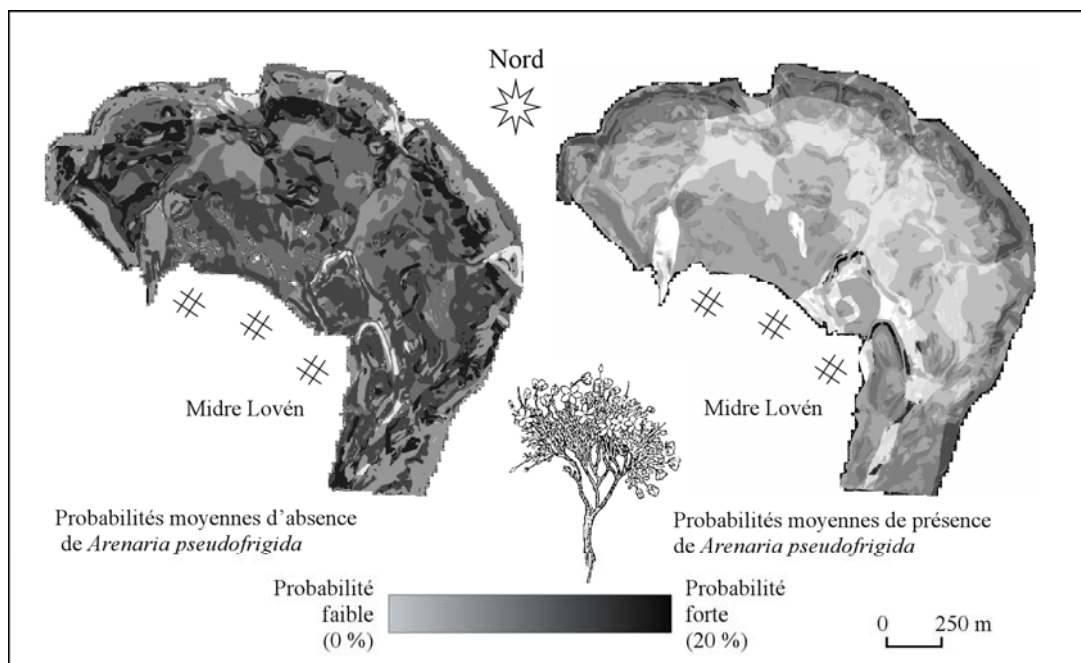 Nord
Midre Lovén
Midre Lovén
Probabilités moyennes d’absence
de Arenaria pseudofrigida
Probabilités moyennes de présence
de Arenaria pseudofrigida
Probabilité
faible
(0 %)
Probabilité
forte
(20 %)
0 250 m